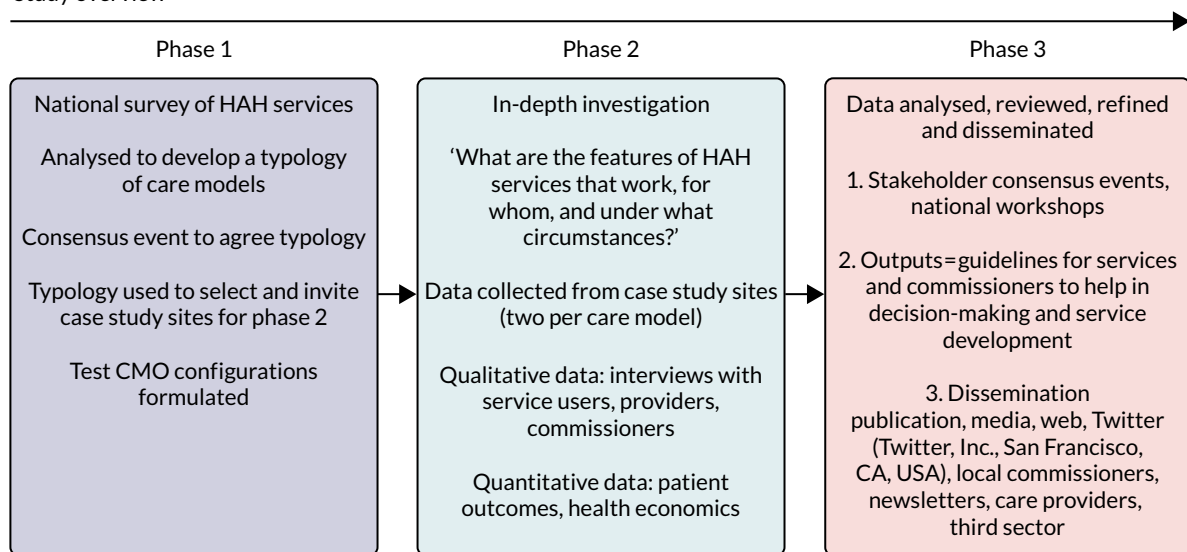 Phase 1
National survey of HAH services
Analysed to develop a typology
of care models
Consensus event to agree typology
Typology used to select and invite
case study sites for phase 2
Test CMO configurations
formulated
Phase 2
In-depth investigation
‘What are the features of HAH
services that work, for
whom, and under what
circumstances?’
Data collected from case study sites
(two per care model)
Qualitative data: interviews with
service users, providers,
commissioners
Quantitative data: patient
outcomes, health economics
Phase 3
Data analysed, reviewed, refined
and disseminated
1. Stakeholder consensus events,
national workshops
2. Outputs=guidelines for services
and commissioners to help in
decision-making and service
development
3. Dissemination
publication, media, web, Twitter
(Twitter, Inc., San Francisco,
CA, USA), local commissioners,
newsletters, care providers,
third sector